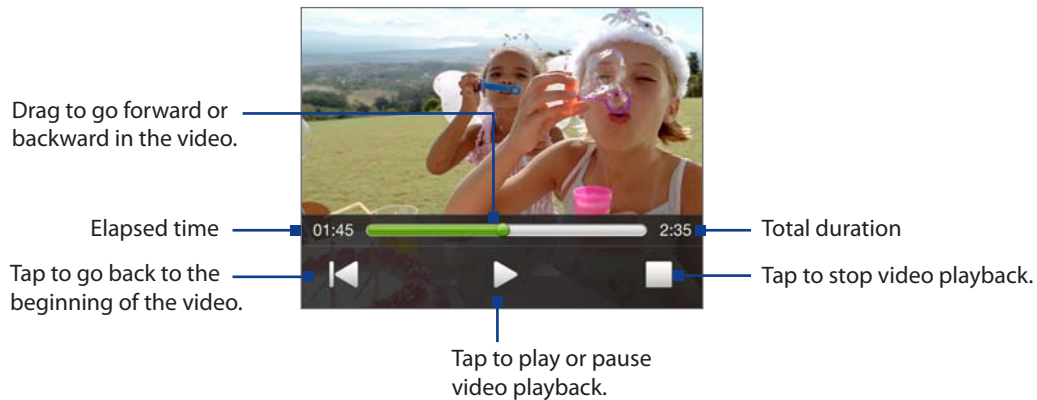 Drag to go forward or
backward in the video.
Elapsed time
01:45
2:35
Total duration
Tap to go back to the
beginning of the video.
Tap to stop video playback.
Tap to play or pause
video playback.